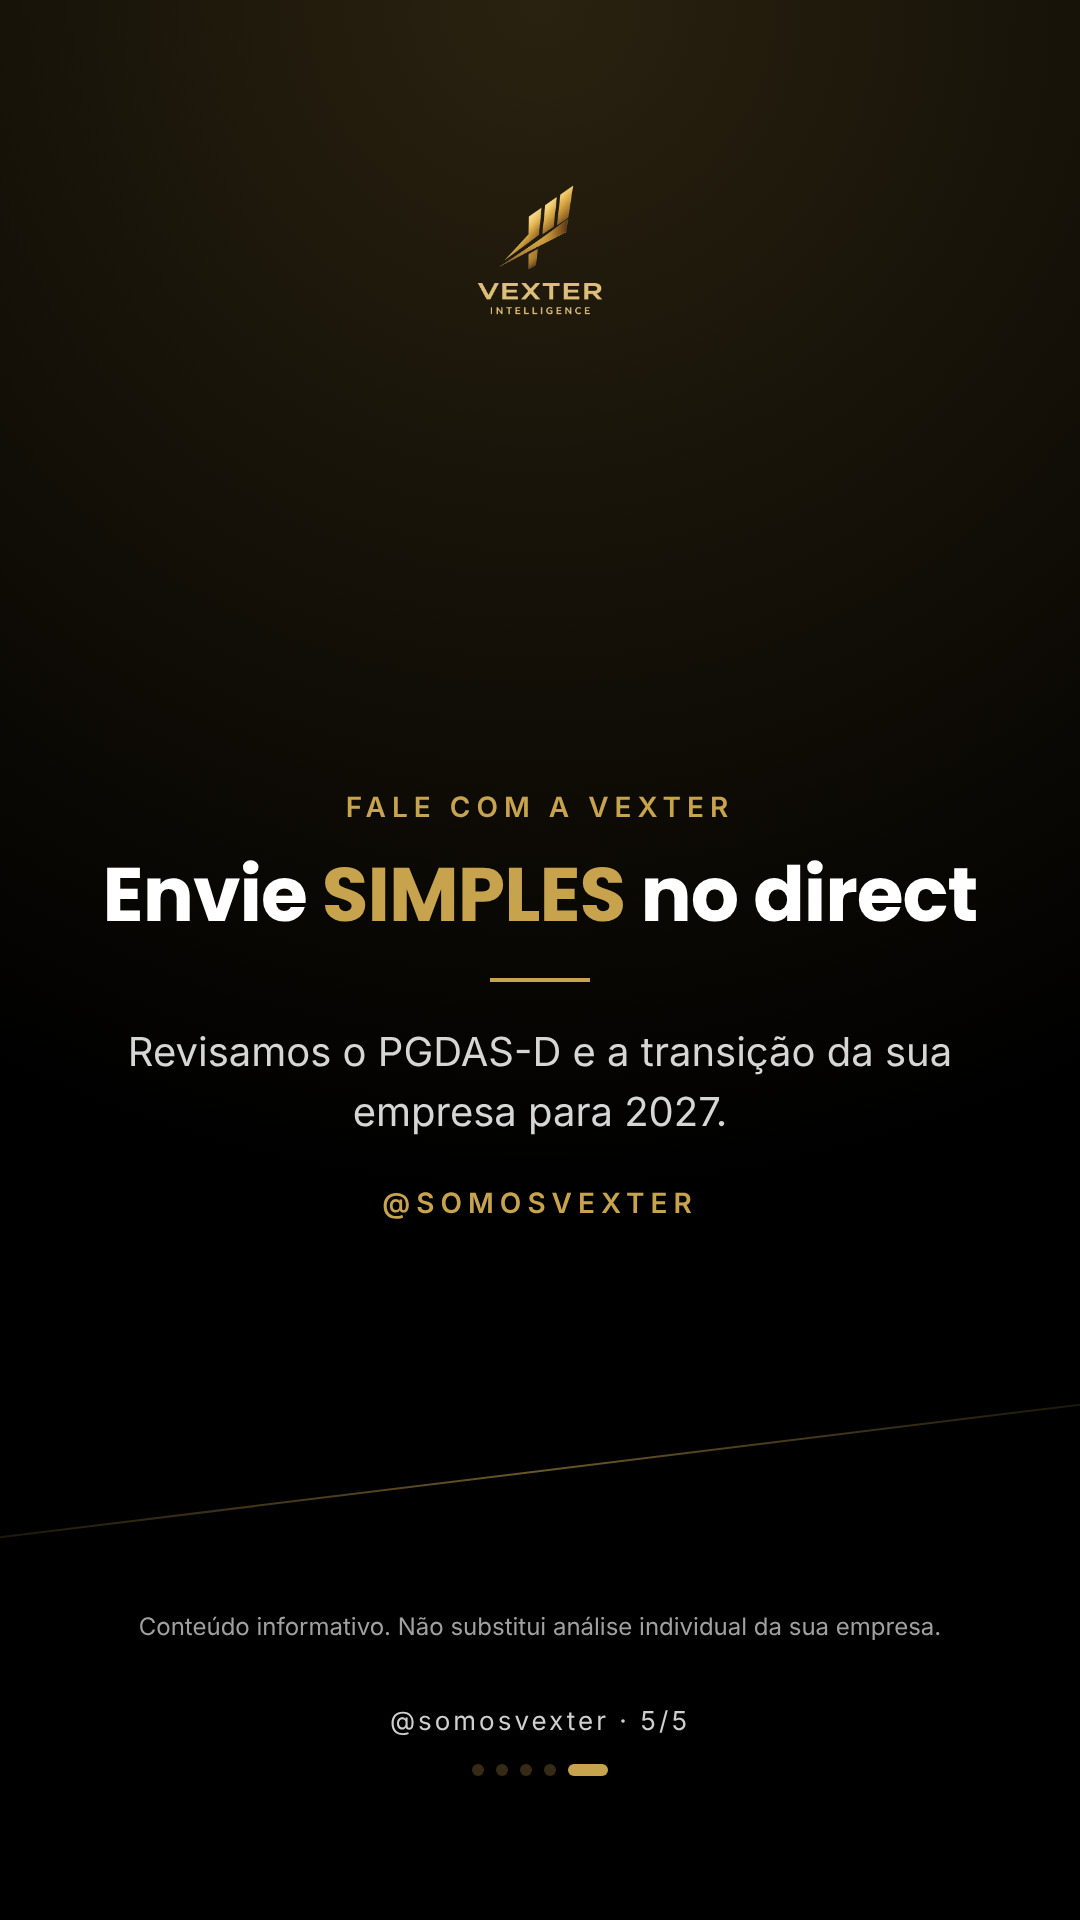 VEXTER
INTELLIGENCE
FALE COM A VEXTER
Envie SIMPLES no direct
Revisamos o PGDAS-D e a transição da sua
empresa para 2027.
@SOMOSVEXTER
Conteúdo informativo. Não substitui análise individual da sua empresa.
@somosvexter · 5/5